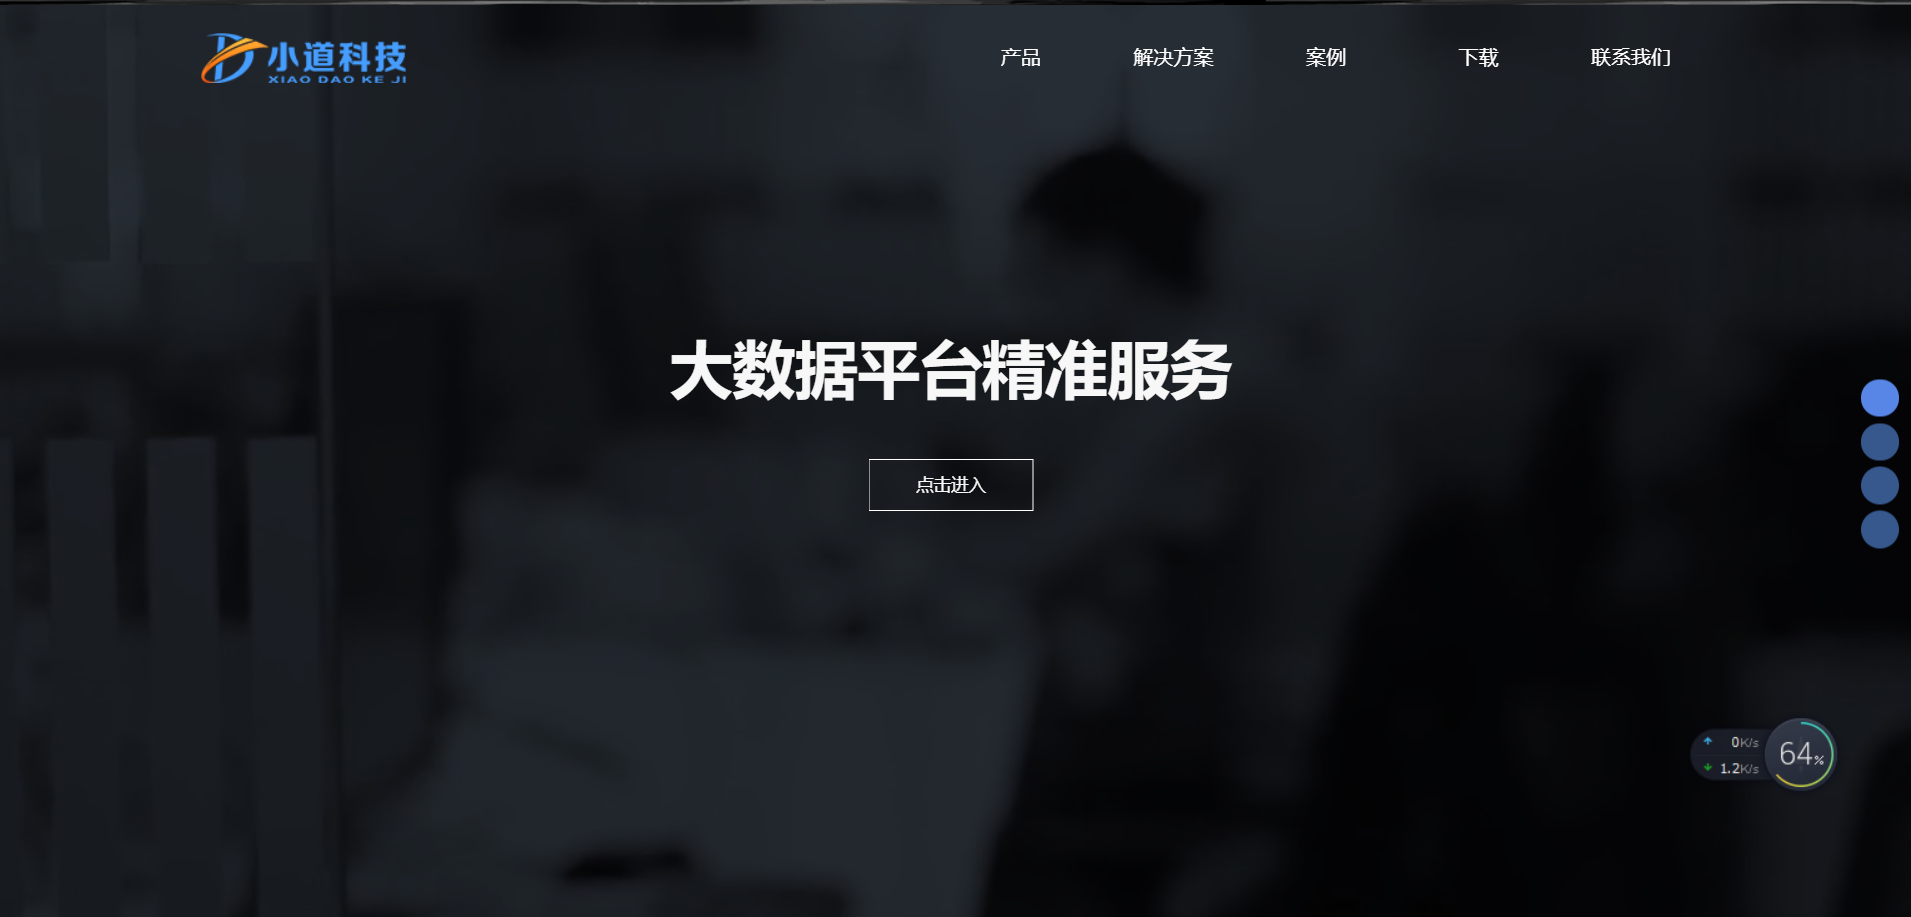 小道科技
XIAO DAO KE JI
产品 解决方案 案例 下载 联系我们
大数据平台精准服务
点击进入
0K/s
1.2K/s
64%